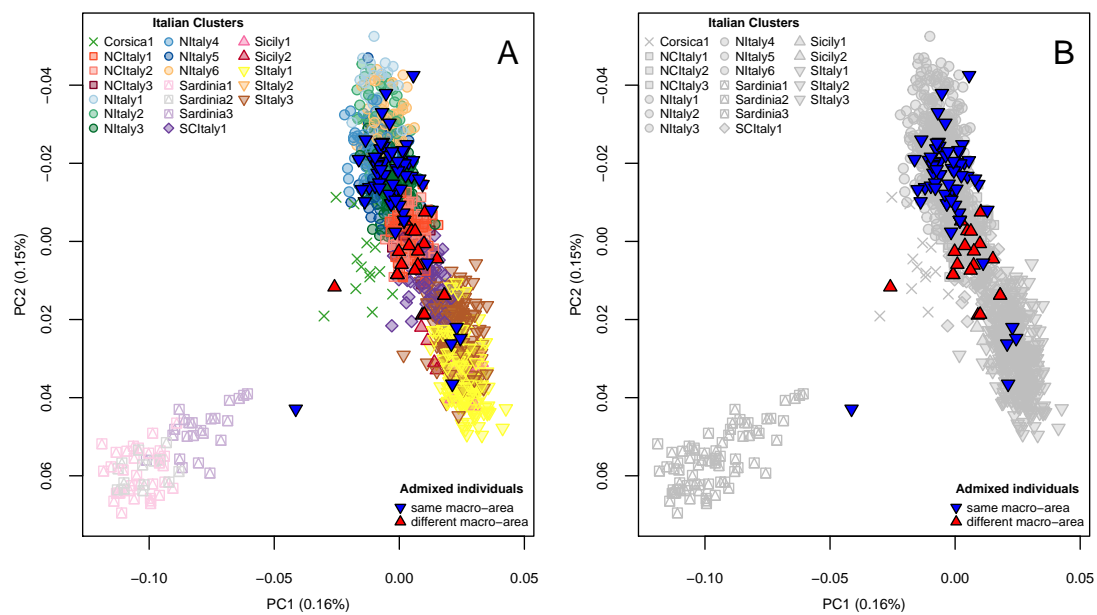 Italian Clusters
Corsica1 NItaly4 Sicily1
NCItaly1 NItaly5 Sicily2
NCItaly2 NItaly6 SItaly1
NCItaly3 Sardinia1 SItaly2
NItaly1 Sardinia2 SItaly3
NItaly2 Sardinia3
NItaly3 SCItaly1
A
−0.04
−0.02
0.00
0.02
0.04
0.06
PC2 (0.15%)
Admixed individuals
same macro−area
different macro−area
−0.10 −0.05 0.00 0.05
PC1 (0.16%)
Italian Clusters
Corsica1 NItaly4 Sicily1
NCItaly1 NItaly5 Sicily2
NCItaly2 NItaly6 SItaly1
NCItaly3 Sardinia1 SItaly2
NItaly1 Sardinia2 SItaly3
NItaly2 Sardinia3
NItaly3 SCItaly1
B
−0.04
−0.02
0.00
0.02
0.04
0.06
PC2 (0.15%)
Admixed individuals
same macro−area
different macro−area
−0.10 −0.05 0.00 0.05
PC1 (0.16%)